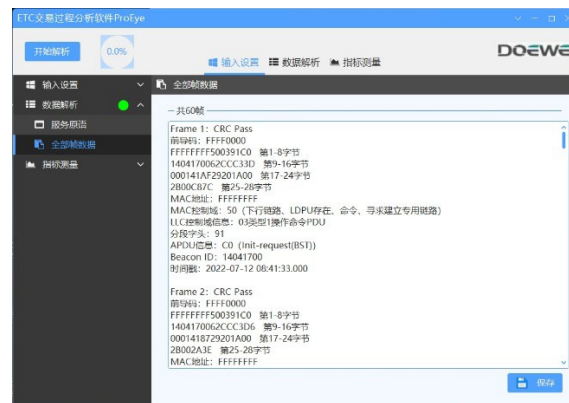 ETC交易过程分析软件ProEye
开始解析
0.0%
输入设置 数据解析 指标测量
DOEWE
输入设置
数据解析
服务原语
全部帧数据
指标测量
全部帧数据
共60帧
Frame 1: CRC Pass
前导码: FFFF0000
FFFFFFFF500391C0 第1-8字节
1404170062CCC33D 第9-16字节
000141AF29201A00 第17-24字节
2B00C87C 第25-28字节
MAC地址: FFFFFFFF
MAC控制域: 50 (下行链路、LDPU存在、命令、寻求建立专用链路)
LLC控制域信息: 03类型1操作命令PDU
分段字头: 91
APDU信息: C0 (Init-request(BST))
Beacon ID: 14041700
时间戳: 2022-07-12 08:41:33.000
Frame 2: CRC Pass
前导码: FFFF0000
FFFFFFFF500391C0 第1-8字节
1404170062CCC3D6 第9-16字节
0001418729201A00 第17-24字节
2B002A3E 第25-28字节
MAC地址: FFFFFFFF
保存